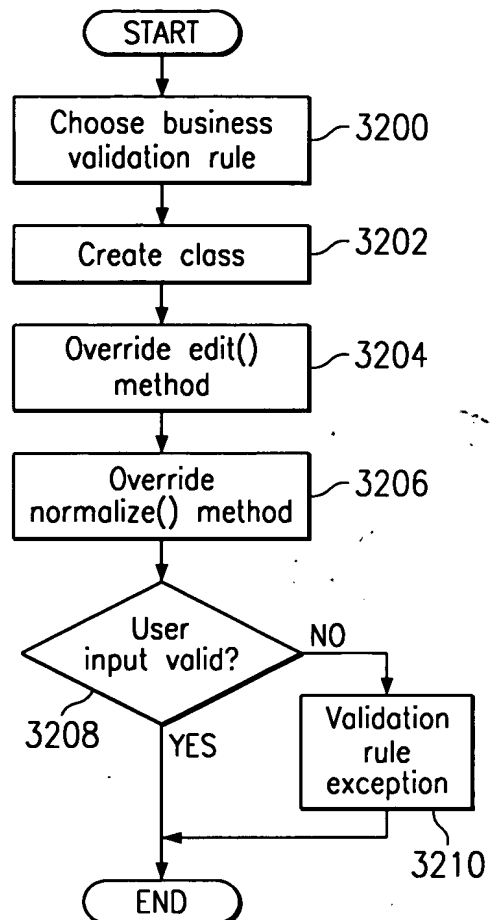 START
Choose business
validation rule
3200
Create class
3202
Override edit()
method
3204
Override
normalize() method
3206
User
input valid?
NO
3208
YES
Validation
rule
exception
3210
END